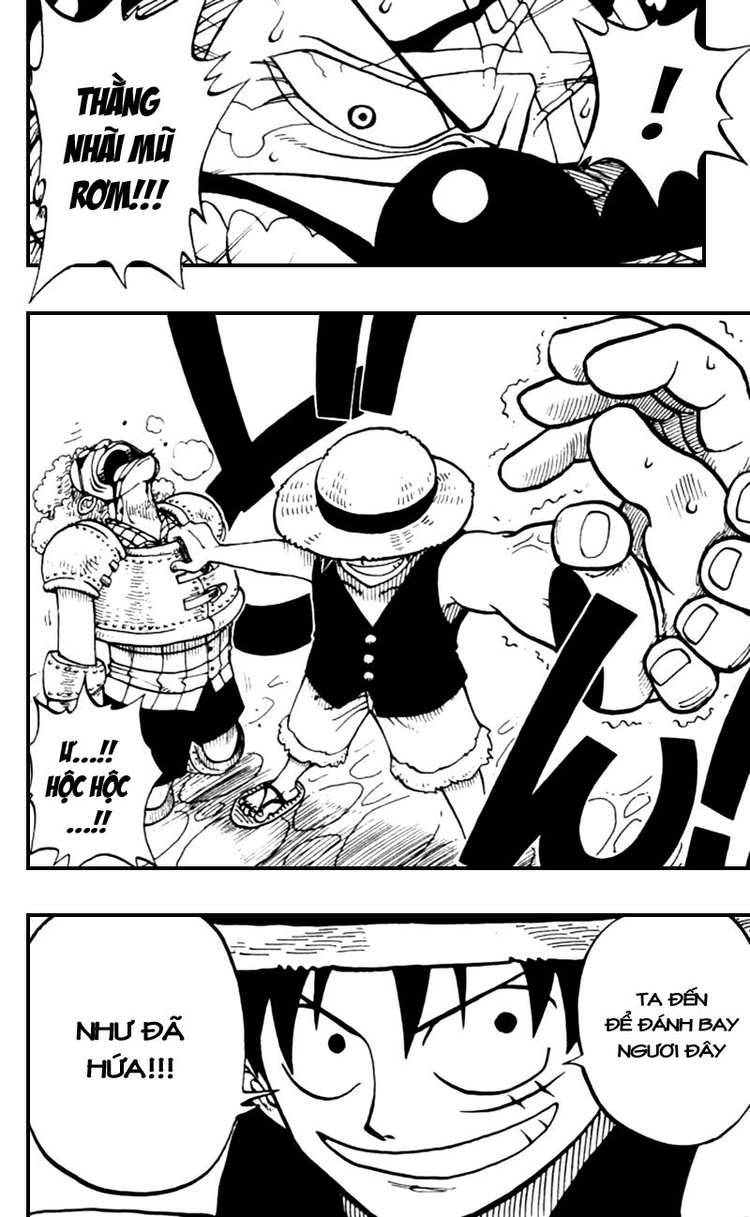 !
THẰNG
NHÃI MŨ
RƠM!!!
Ư...!!
HỘC HỘC
...!!
TA ĐẾN
ĐỂ ĐÁNH BAY
NGƯƠI ĐÂY
NHƯ ĐÃ
HỨA!!!